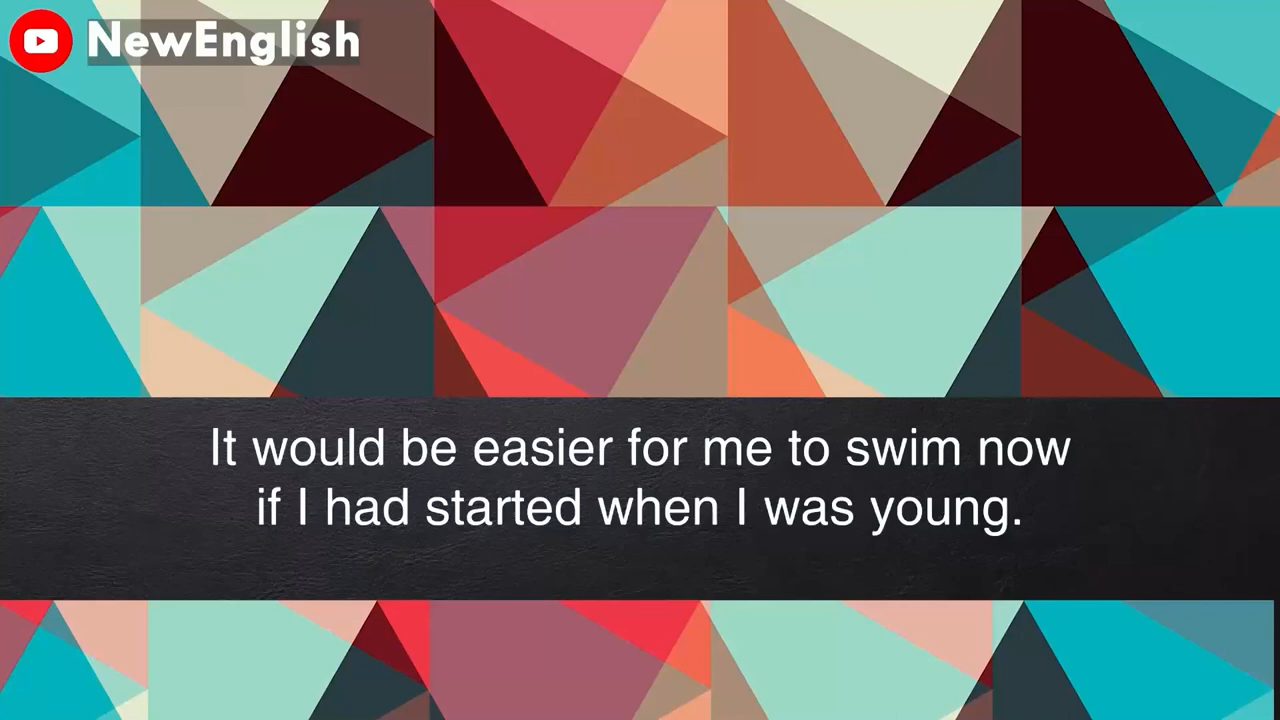 NewEnglish
It would be easier for me to swim now
if I had started when I was young.